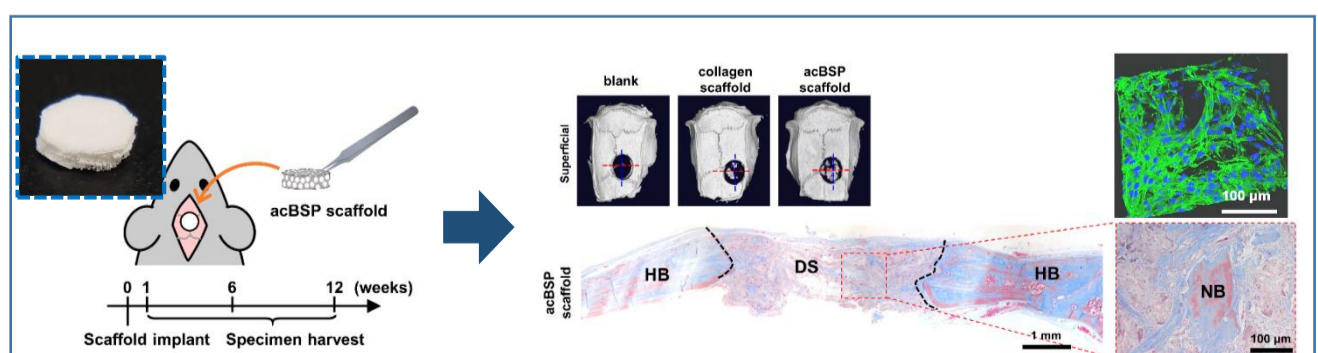 acBSP scaffold
0 1 6 12 (weeks)
Scaffold implant Specimen harvest
blank
collagen
scaffold
acBSP
scaffold
Superficial
100 µm
acBSP
scaffold
HB
DS
HB
1 mm
NB
100 µm